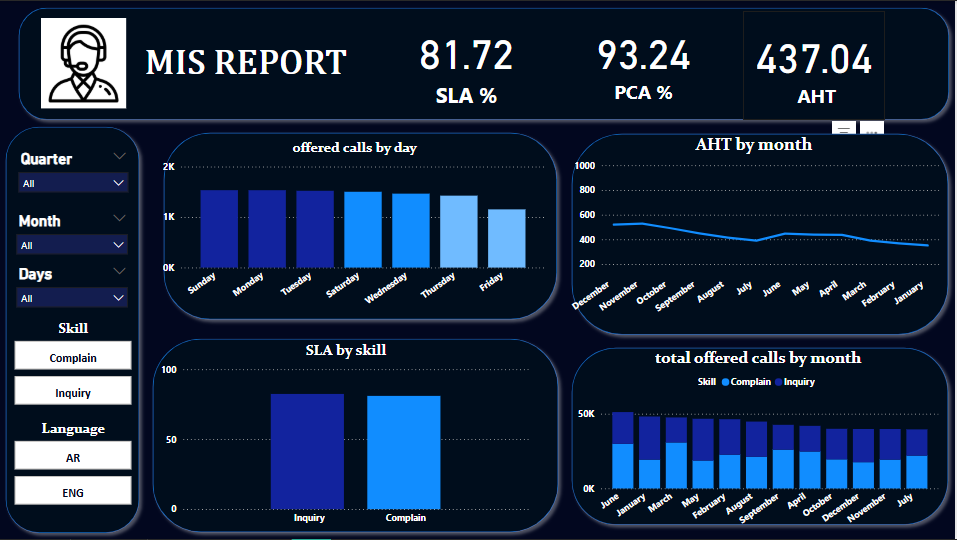 MIS REPORT
81.72
SLA %
93.24
PCA %
437.04
AHT
Quarter
All
Month
All
Days
All
Skill
Complain
Inquiry
Language
AR
ENG
offered calls by day
2K
1K
0K
Sunday
Monday
Tuesday
Saturday
Wednesday
Thursday
Friday
AHT by month
1000
800
600
400
200
December
November
October
September
August
July
June
May
April
March
February
January
SLA by skill
100
50
0
Inquiry
Complain
total offered calls by month
Skill Complain Inquiry
50K
0K
June
January
March
May
February
August
September
April
October
December
November
July